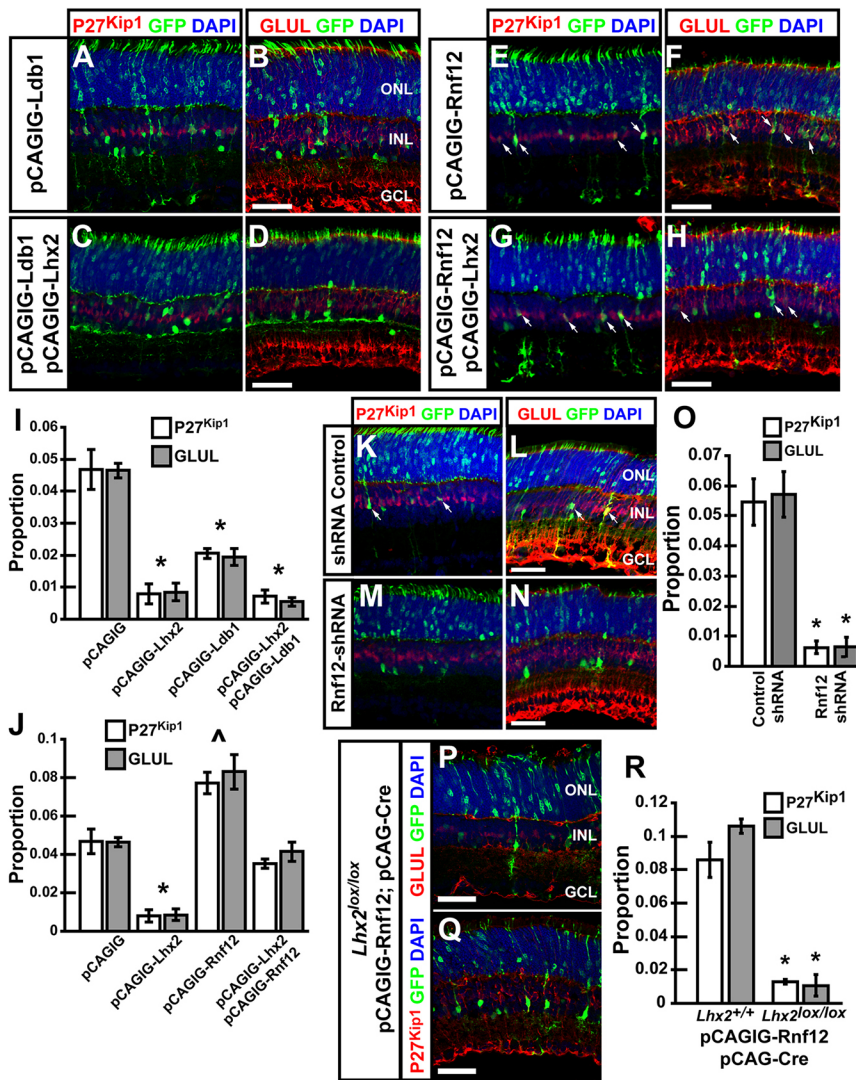 P27Kip1 GFP DAPI
GLUL GFP DAPI
pCAGIG-Ldb1
A
B
ONL
INL
GCL
pCAGIG-Ldb1
pCAGIG-Lhx2
C
D
P27Kip1 GFP DAPI
GLUL GFP DAPI
pCAGIG-Rnf12
E
F
pCAGIG-Rnf12
pCAGIG-Lhx2
G
H
I
P27Kip1
GLUL
Proportion
0.06
0.05
0.04
0.03
0.02
0.01
0
*
*
*
pCAGIG
pCAGIG-Lhx2
pCAGIG-Ldb1
pCAGIG-Lhx2
pCAGIG-Ldb1
J
P27Kip1
GLUL
Proportion
0.1
0.08
0.06
0.04
0.02
0
*
^
pCAGIG
pCAGIG-Lhx2
pCAGIG-Rnf12
pCAGIG-Lhx2
pCAGIG-Rnf12
P27Kip1 GFP DAPI
GLUL GFP DAPI
shRNA Control
K
L
ONL
INL
GCL
Rnf12-shRNA
M
N
O
P27Kip1
GLUL
Proportion
0.07
0.06
0.05
0.04
0.03
0.02
0.01
0
*
*
Control
shRNA
Rnf12
shRNA
Lhx2lox/lox
pCAGIG-Rnf12; pCAG-Cre
GLUL GFP DAPI
P
ONL
INL
GCL
P27Kip1 GFP DAPI
Q
R
P27Kip1
GLUL
Proportion
0.12
0.1
0.08
0.06
0.04
0.02
0
*
*
Lhx2+/+
Lhx2lox/lox
pCAGIG-Rnf12
pCAG-Cre